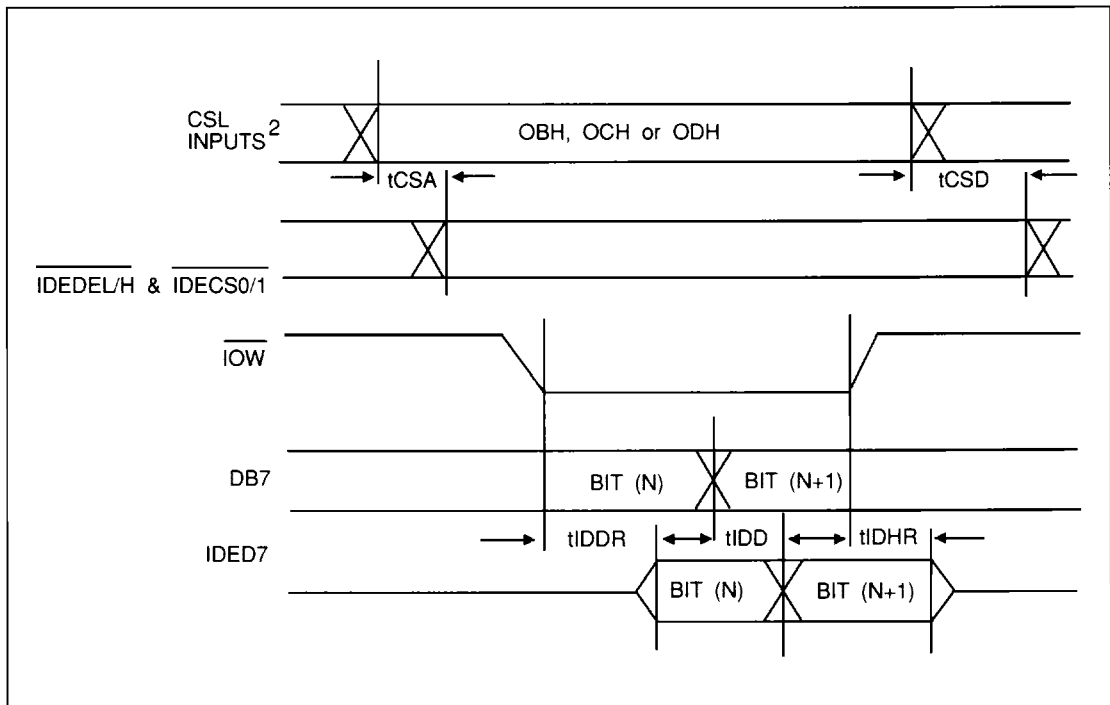 CSL
INPUTS²
OBH, OCH or ODH
tCSA
tCSD
IDEDEL/H & IDECS0/1
IOW
DB7
BIT (N)
BIT (N+1)
IDED7
tIDDR
tIDD
tIDHR
BIT (N)
BIT (N+1)